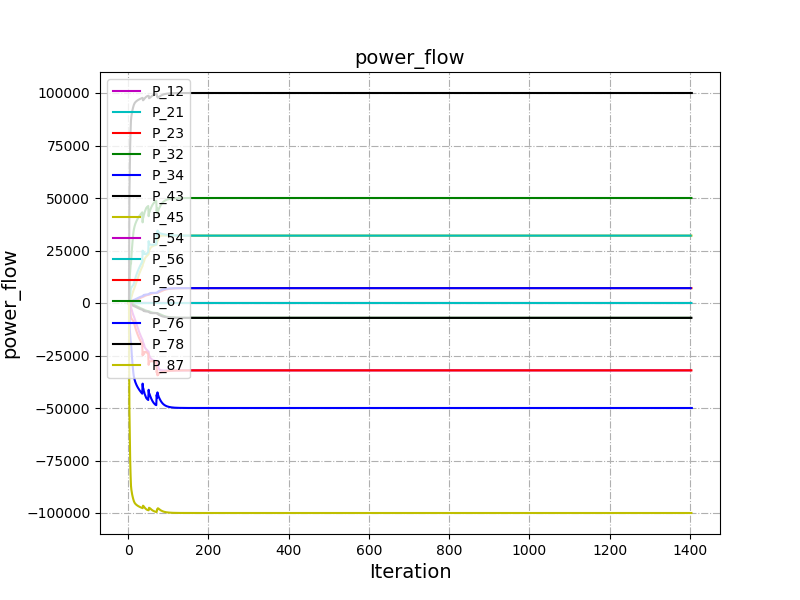 power_flow
100000
75000
50000
25000
0
−25000
−50000
−75000
−100000
power_flow
P_12
P_21
P_23
P_32
P_34
P_43
P_45
P_54
P_56
P_65
P_67
P_76
P_78
P_87
0 200 400 600 800 1000 1200 1400
Iteration